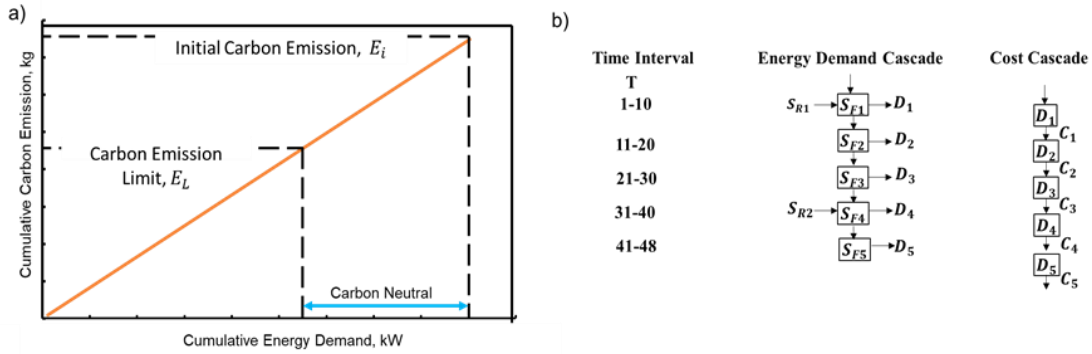 a)
Initial Carbon Emission, E_i
Carbon Emission
Limit, E_L
Carbon Neutral
Cumulative Carbon Emission, kg
Cumulative Energy Demand, kW
b)
Time Interval Energy Demand Cascade Cost Cascade
T
1-10 S_R1 S_F1 D_1
11-20 S_F2 D_2
21-30 S_F3 D_3
31-40 S_R2 S_F4 D_4
41-48 S_F5 D_5
D_1
C_1
D_2
C_2
D_3
C_3
D_4
C_4
D_5
C_5